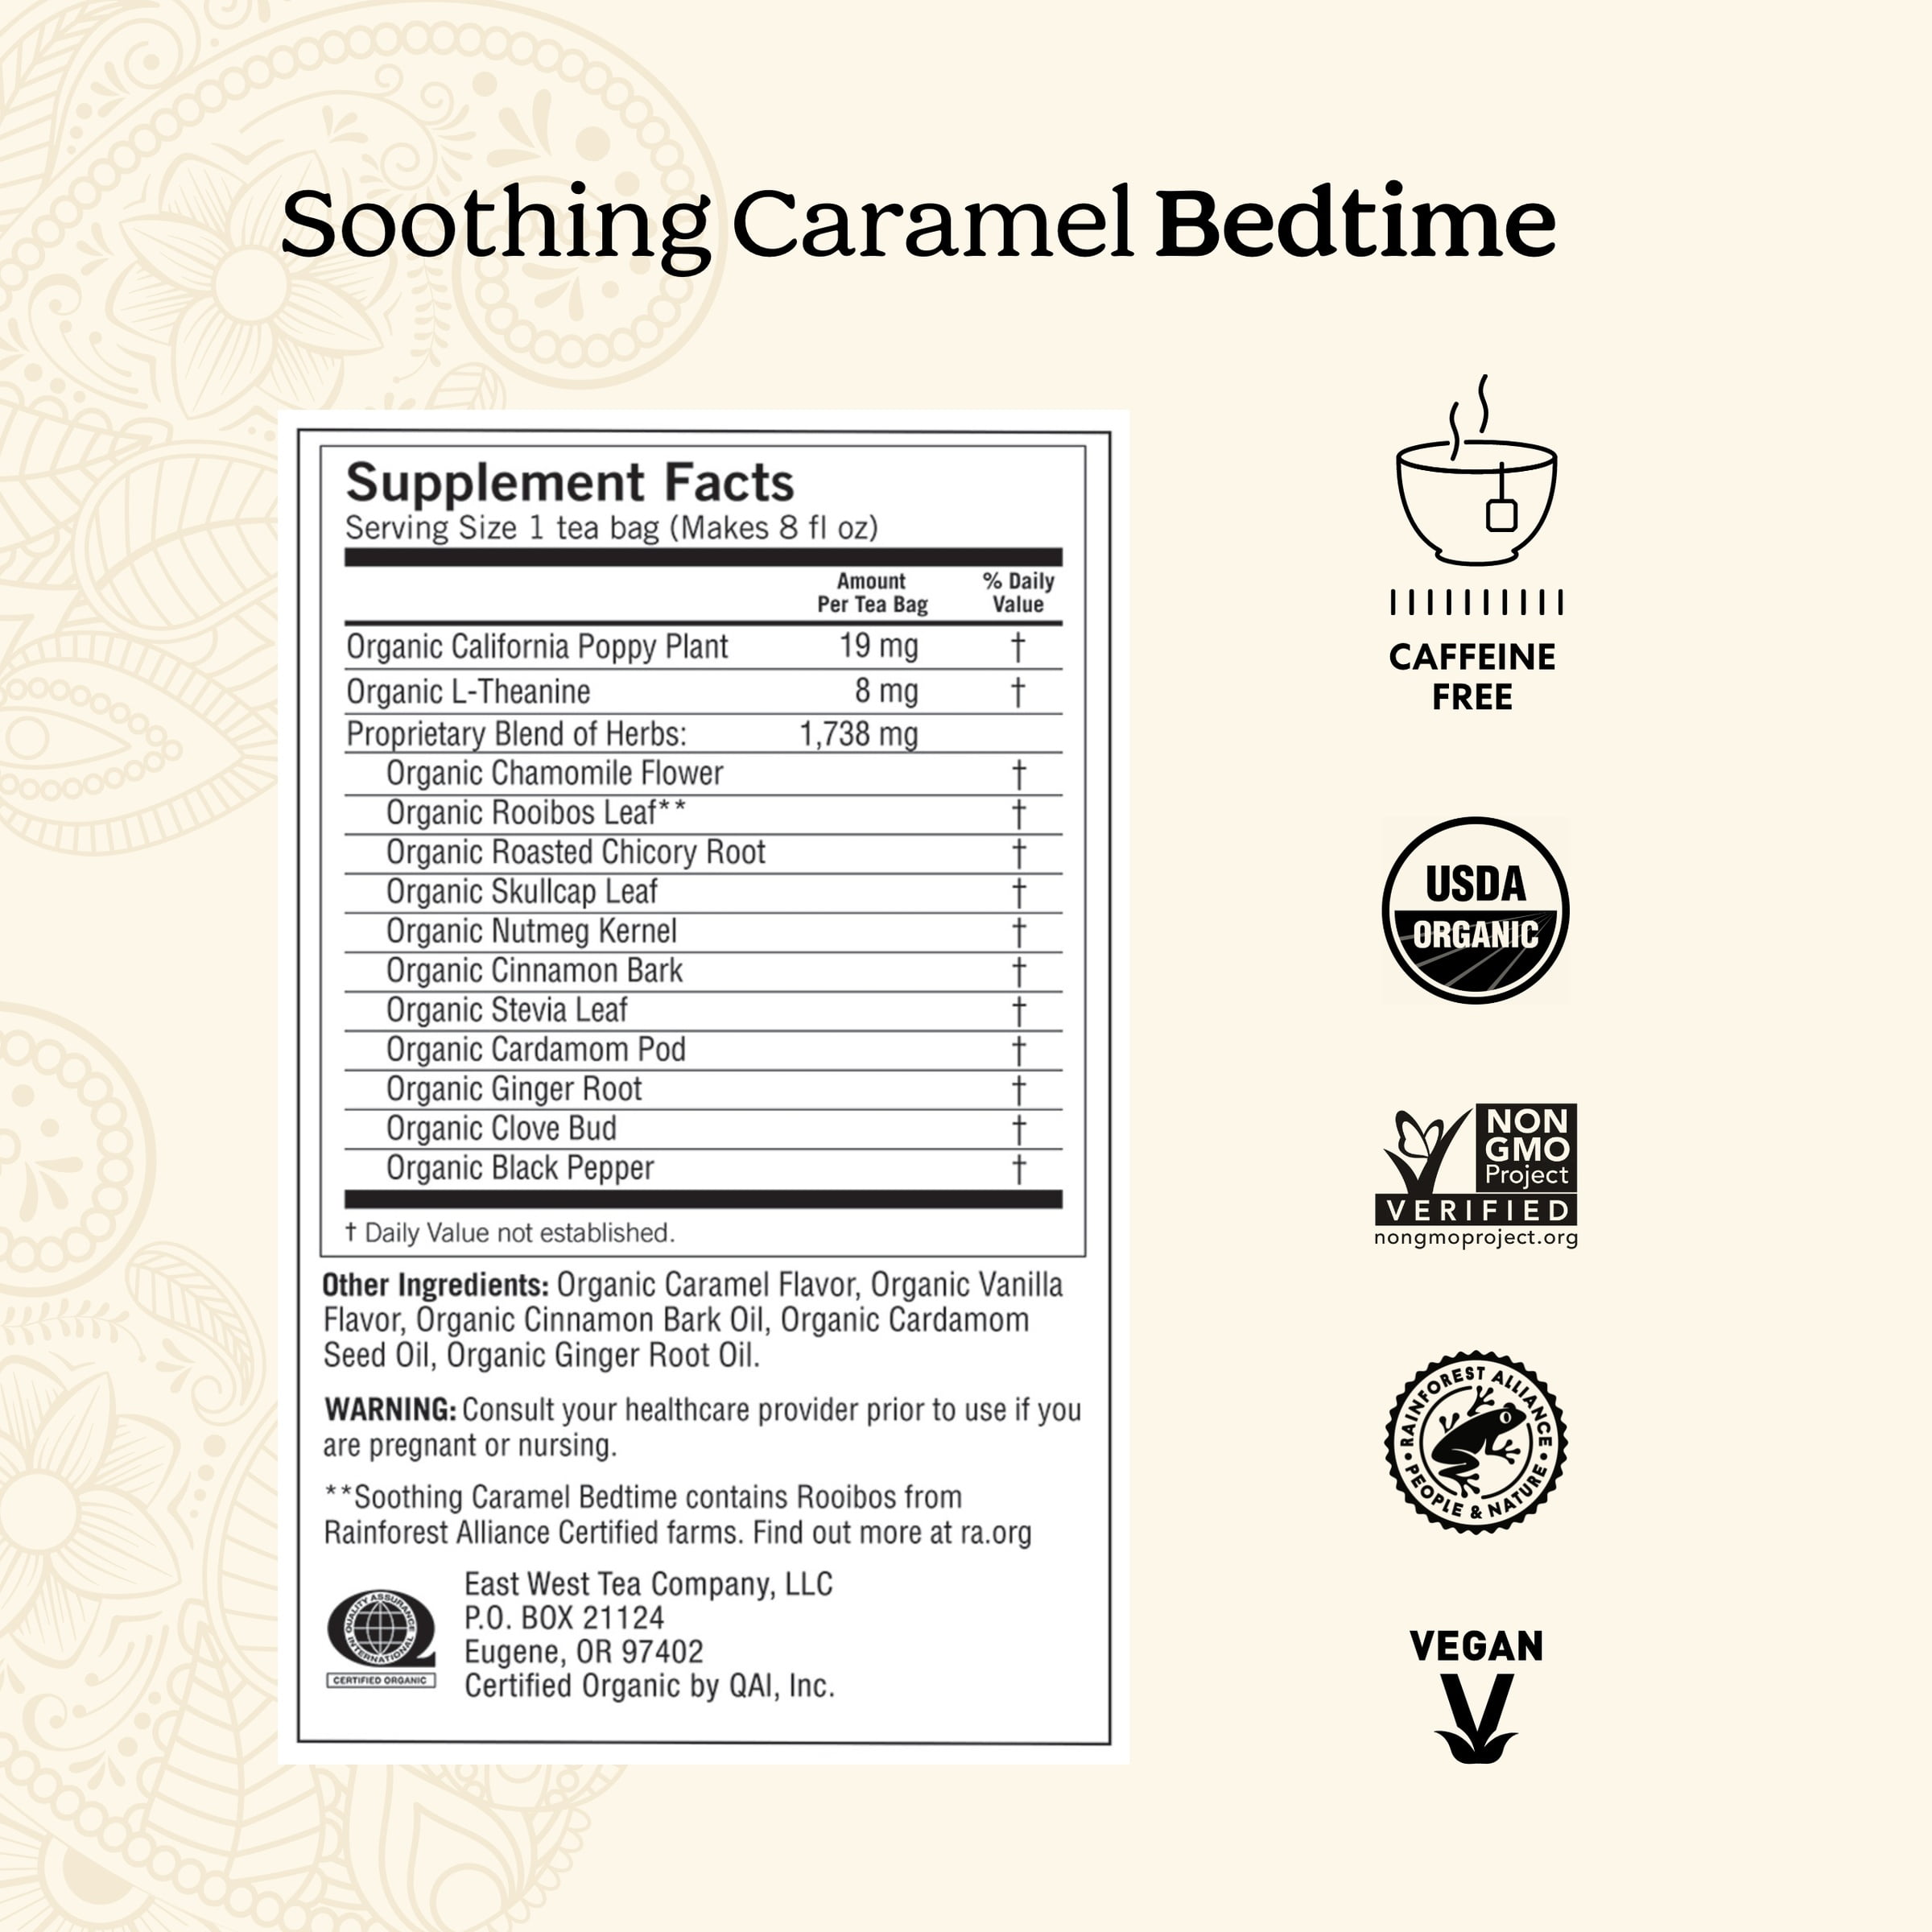 Soothing Caramel Bedtime
Supplement Facts
Serving Size 1 tea bag (Makes 8 fl oz)
Amount Per Tea Bag % Daily Value
Organic California Poppy Plant 19 mg †
Organic L-Theanine 8 mg †
Proprietary Blend of Herbs: 1,738 mg
Organic Chamomile Flower †
Organic Rooibos Leaf** †
Organic Roasted Chicory Root †
Organic Skullcap Leaf †
Organic Nutmeg Kernel †
Organic Cinnamon Bark †
Organic Stevia Leaf †
Organic Cardamom Pod †
Organic Ginger Root †
Organic Clove Bud †
Organic Black Pepper †
† Daily Value not established.
Other Ingredients: Organic Caramel Flavor, Organic Vanilla
Flavor, Organic Cinnamon Bark Oil, Organic Cardamom
Seed Oil, Organic Ginger Root Oil.
WARNING: Consult your healthcare provider prior to use if you
are pregnant or nursing.
**Soothing Caramel Bedtime contains Rooibos from
Rainforest Alliance Certified farms. Find out more at ra.org
QUALITY ASSURANCE INTERNATIONAL
CERTIFIED ORGANIC
East West Tea Company, LLC
P.O. BOX 21124
Eugene, OR 97402
Certified Organic by QAI, Inc.
CAFFEINE
FREE
USDA
ORGANIC
NON
GMO
Project
VERIFIED
nongmoproject.org
RAINFOREST ALLIANCE
PEOPLE & NATURE
VEGAN